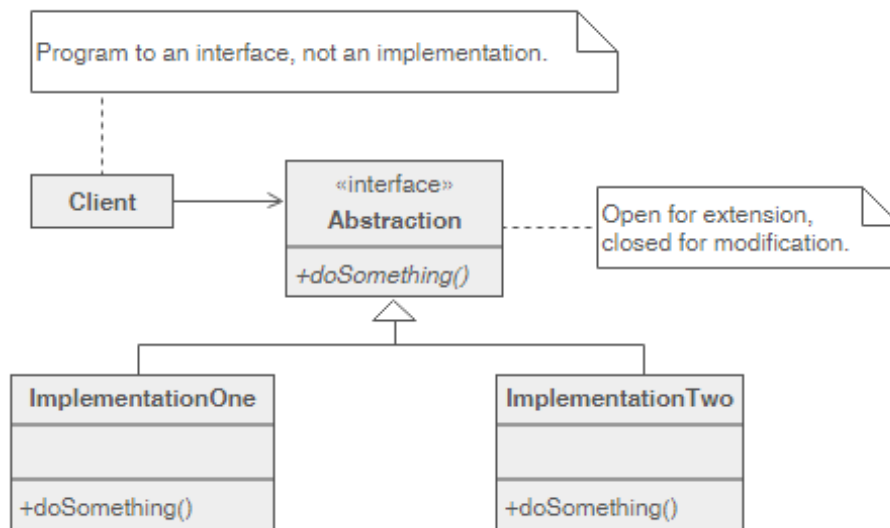 Program to an interface, not an implementation.
Client
«interface»
Abstraction
+doSomething()
Open for extension,
closed for modification.
ImplementationOne
+doSomething()
ImplementationTwo
+doSomething()